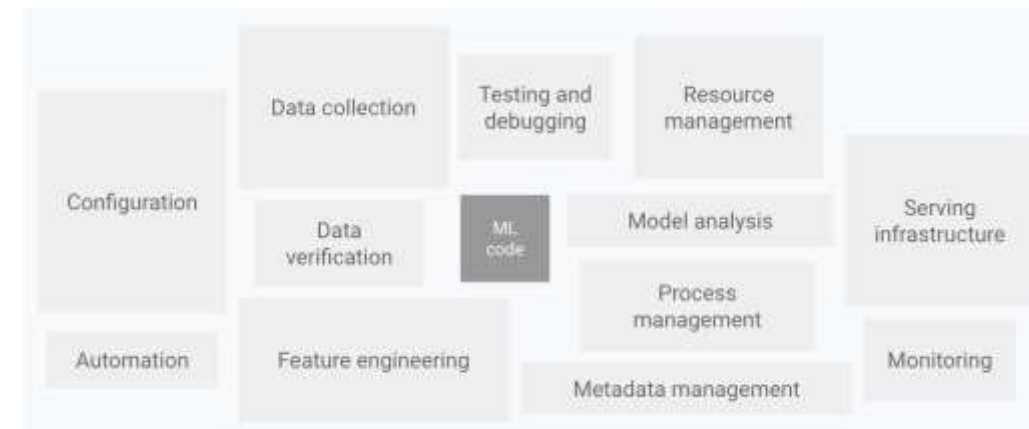 Data collection
Testing and
debugging
Resource
management
Configuration
Data
verification
ML
code
Model analysis
Serving
infrastructure
Process
management
Automation
Feature engineering
Metadata management
Monitoring